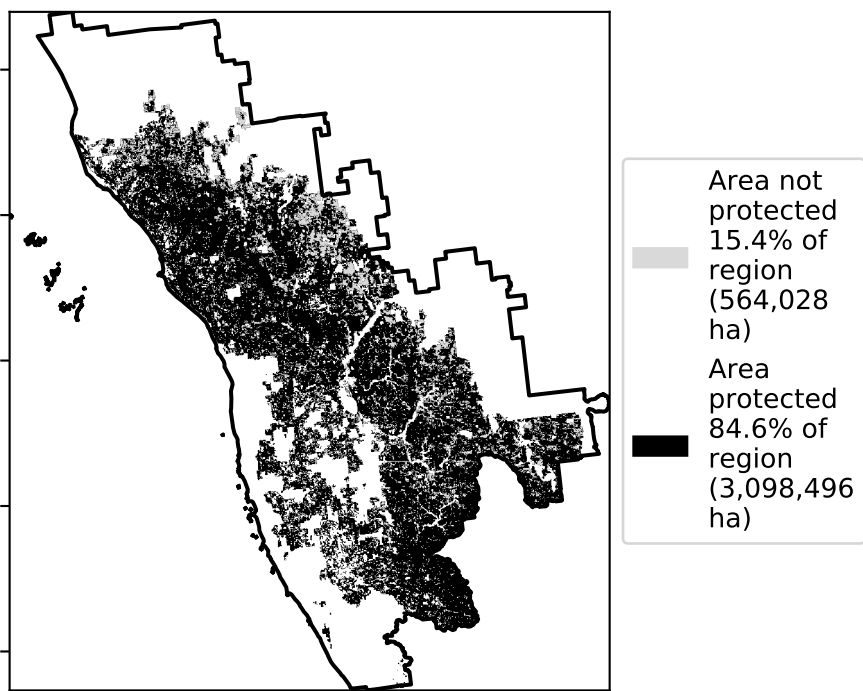 Area not
protected
15.4% of
region
(564,028
ha)
Area
protected
84.6% of
region
(3,098,496
ha)